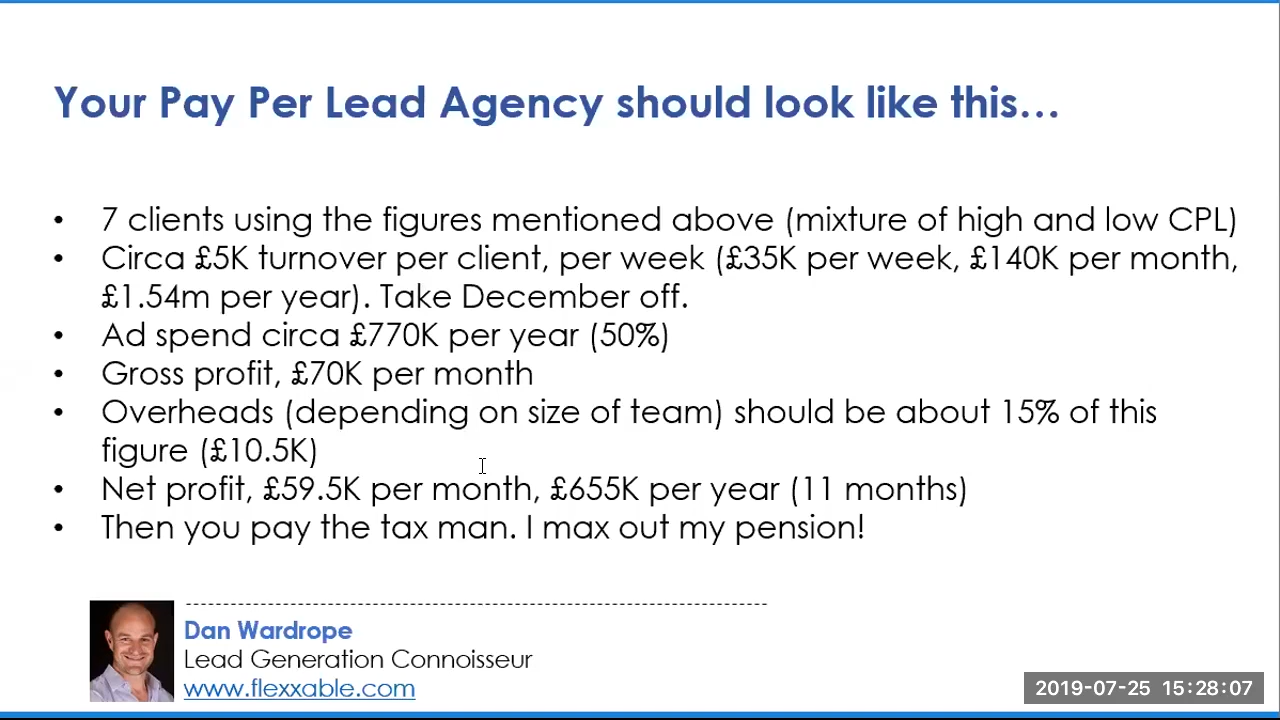 Your Pay Per Lead Agency should look like this...
• 7 clients using the figures mentioned above (mixture of high and low CPL)
• Circa £5K turnover per client, per week (£35K per week, £140K per month,
£1.54m per year). Take December off.
• Ad spend circa £770K per year (50%)
• Gross profit, £70K per month
• Overheads (depending on size of team) should be about 15% of this
figure (£10.5K)
• Net profit, £59.5K per month, £655K per year (11 months)
• Then you pay the tax man. I max out my pension!
Dan Wardrope
Lead Generation Connoisseur
www.flexxable.com
2019-07-25 15:28:07